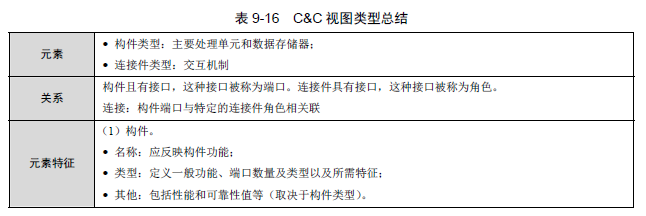 表 9-16 C&C 视图类型总结
元素
• 构件类型：主要处理单元和数据存储器；
• 连接件类型：交互机制
关系
构件且有接口，这种接口被称为端口。连接件具有接口，这种接口被称为角色。
连接：构件端口与特定的连接件角色相关联
元素特征
（1）构件。
• 名称：应反映构件功能；
• 类型：定义一般功能、端口数量及类型以及所需特征；
• 其他：包括性能和可靠性值等（取决于构件类型）。